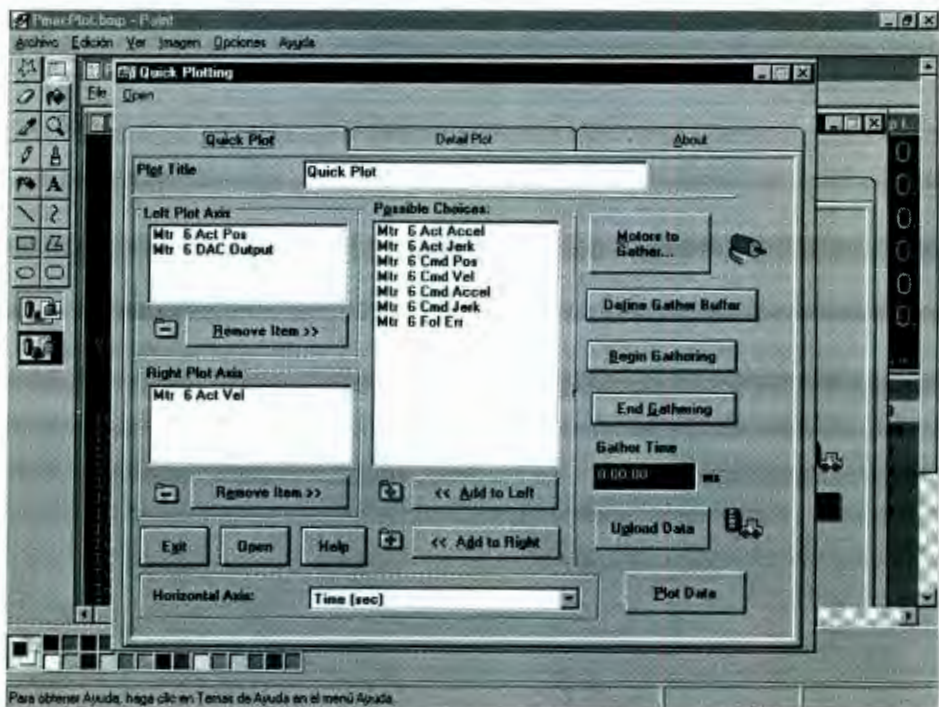 PmacPlot.bmp - Paint
Archivo Edición Ver Imagen Opciones Ayuda
Quick Plotting
File
Open
Quick Plot
Detail Plot
About
Plot Title
Quick Plot
Left Plot Axis
Mtr 6 Act Pos
Mtr 6 DAC Output
Remove Item >>
Right Plot Axis
Mtr 6 Act Vel
Remove Item >>
Possible Choices:
Mtr 6 Act Accel
Mtr 6 Act Jerk
Mtr 6 Cmd Pos
Mtr 6 Cmd Vel
Mtr 6 Cmd Accel
Mtr 6 Cmd Jerk
Mtr 6 Fol Err
<< Add to Left
<< Add to Right
Motors to
Gather...
Define Gather Buffer
Begin Gathering
End Gathering
Gather Time
0:00:00
ms
Upload Data
Exit
Open
Help
Horizontal Axis:
Time (sec)
Plot Data
Para obtener Ayuda, haga clic en Temas de Ayuda en el menú Ayuda.